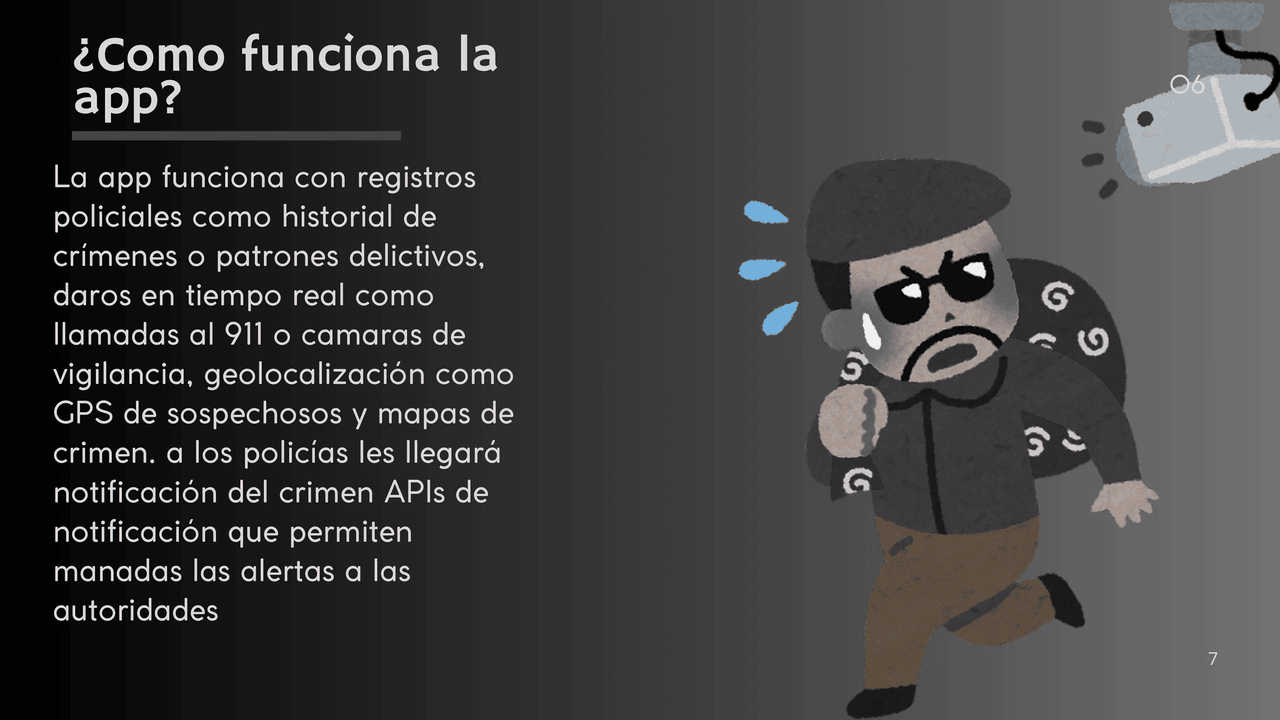 ¿Como funciona la
app?
06
La app funciona con registros
policiales como historial de
crímenes o patrones delictivos,
daros en tiempo real como
llamadas al 911 o camaras de
vigilancia, geolocalización como
GPS de sospechosos y mapas de
crimen. a los policías les llegará
notificación del crimen APIs de
notificación que permiten
manadas las alertas a las
autoridades
7